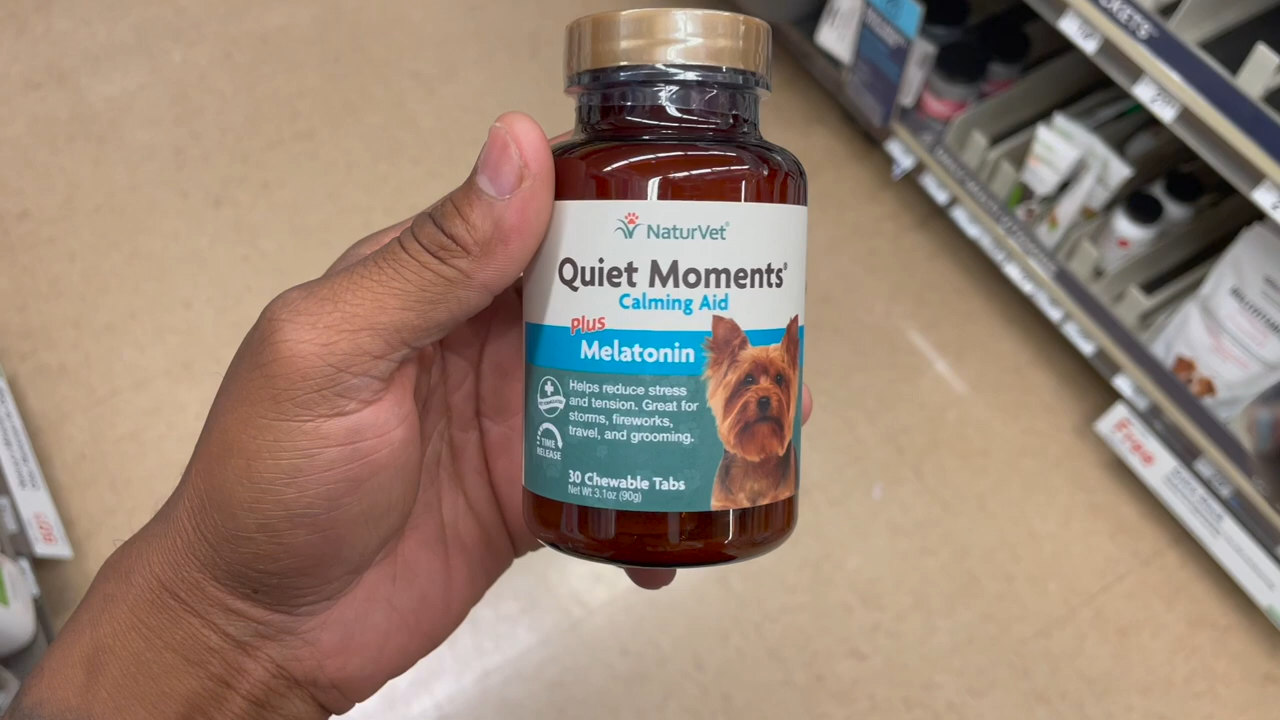 NaturVet®
Quiet Moments®
Calming Aid
Plus
Melatonin
Helps reduce stress
and tension. Great for
storms, fireworks,
travel, and grooming.
TIME
RELEASE
30 Chewable Tabs
Net Wt 3.1oz (90g)
Free